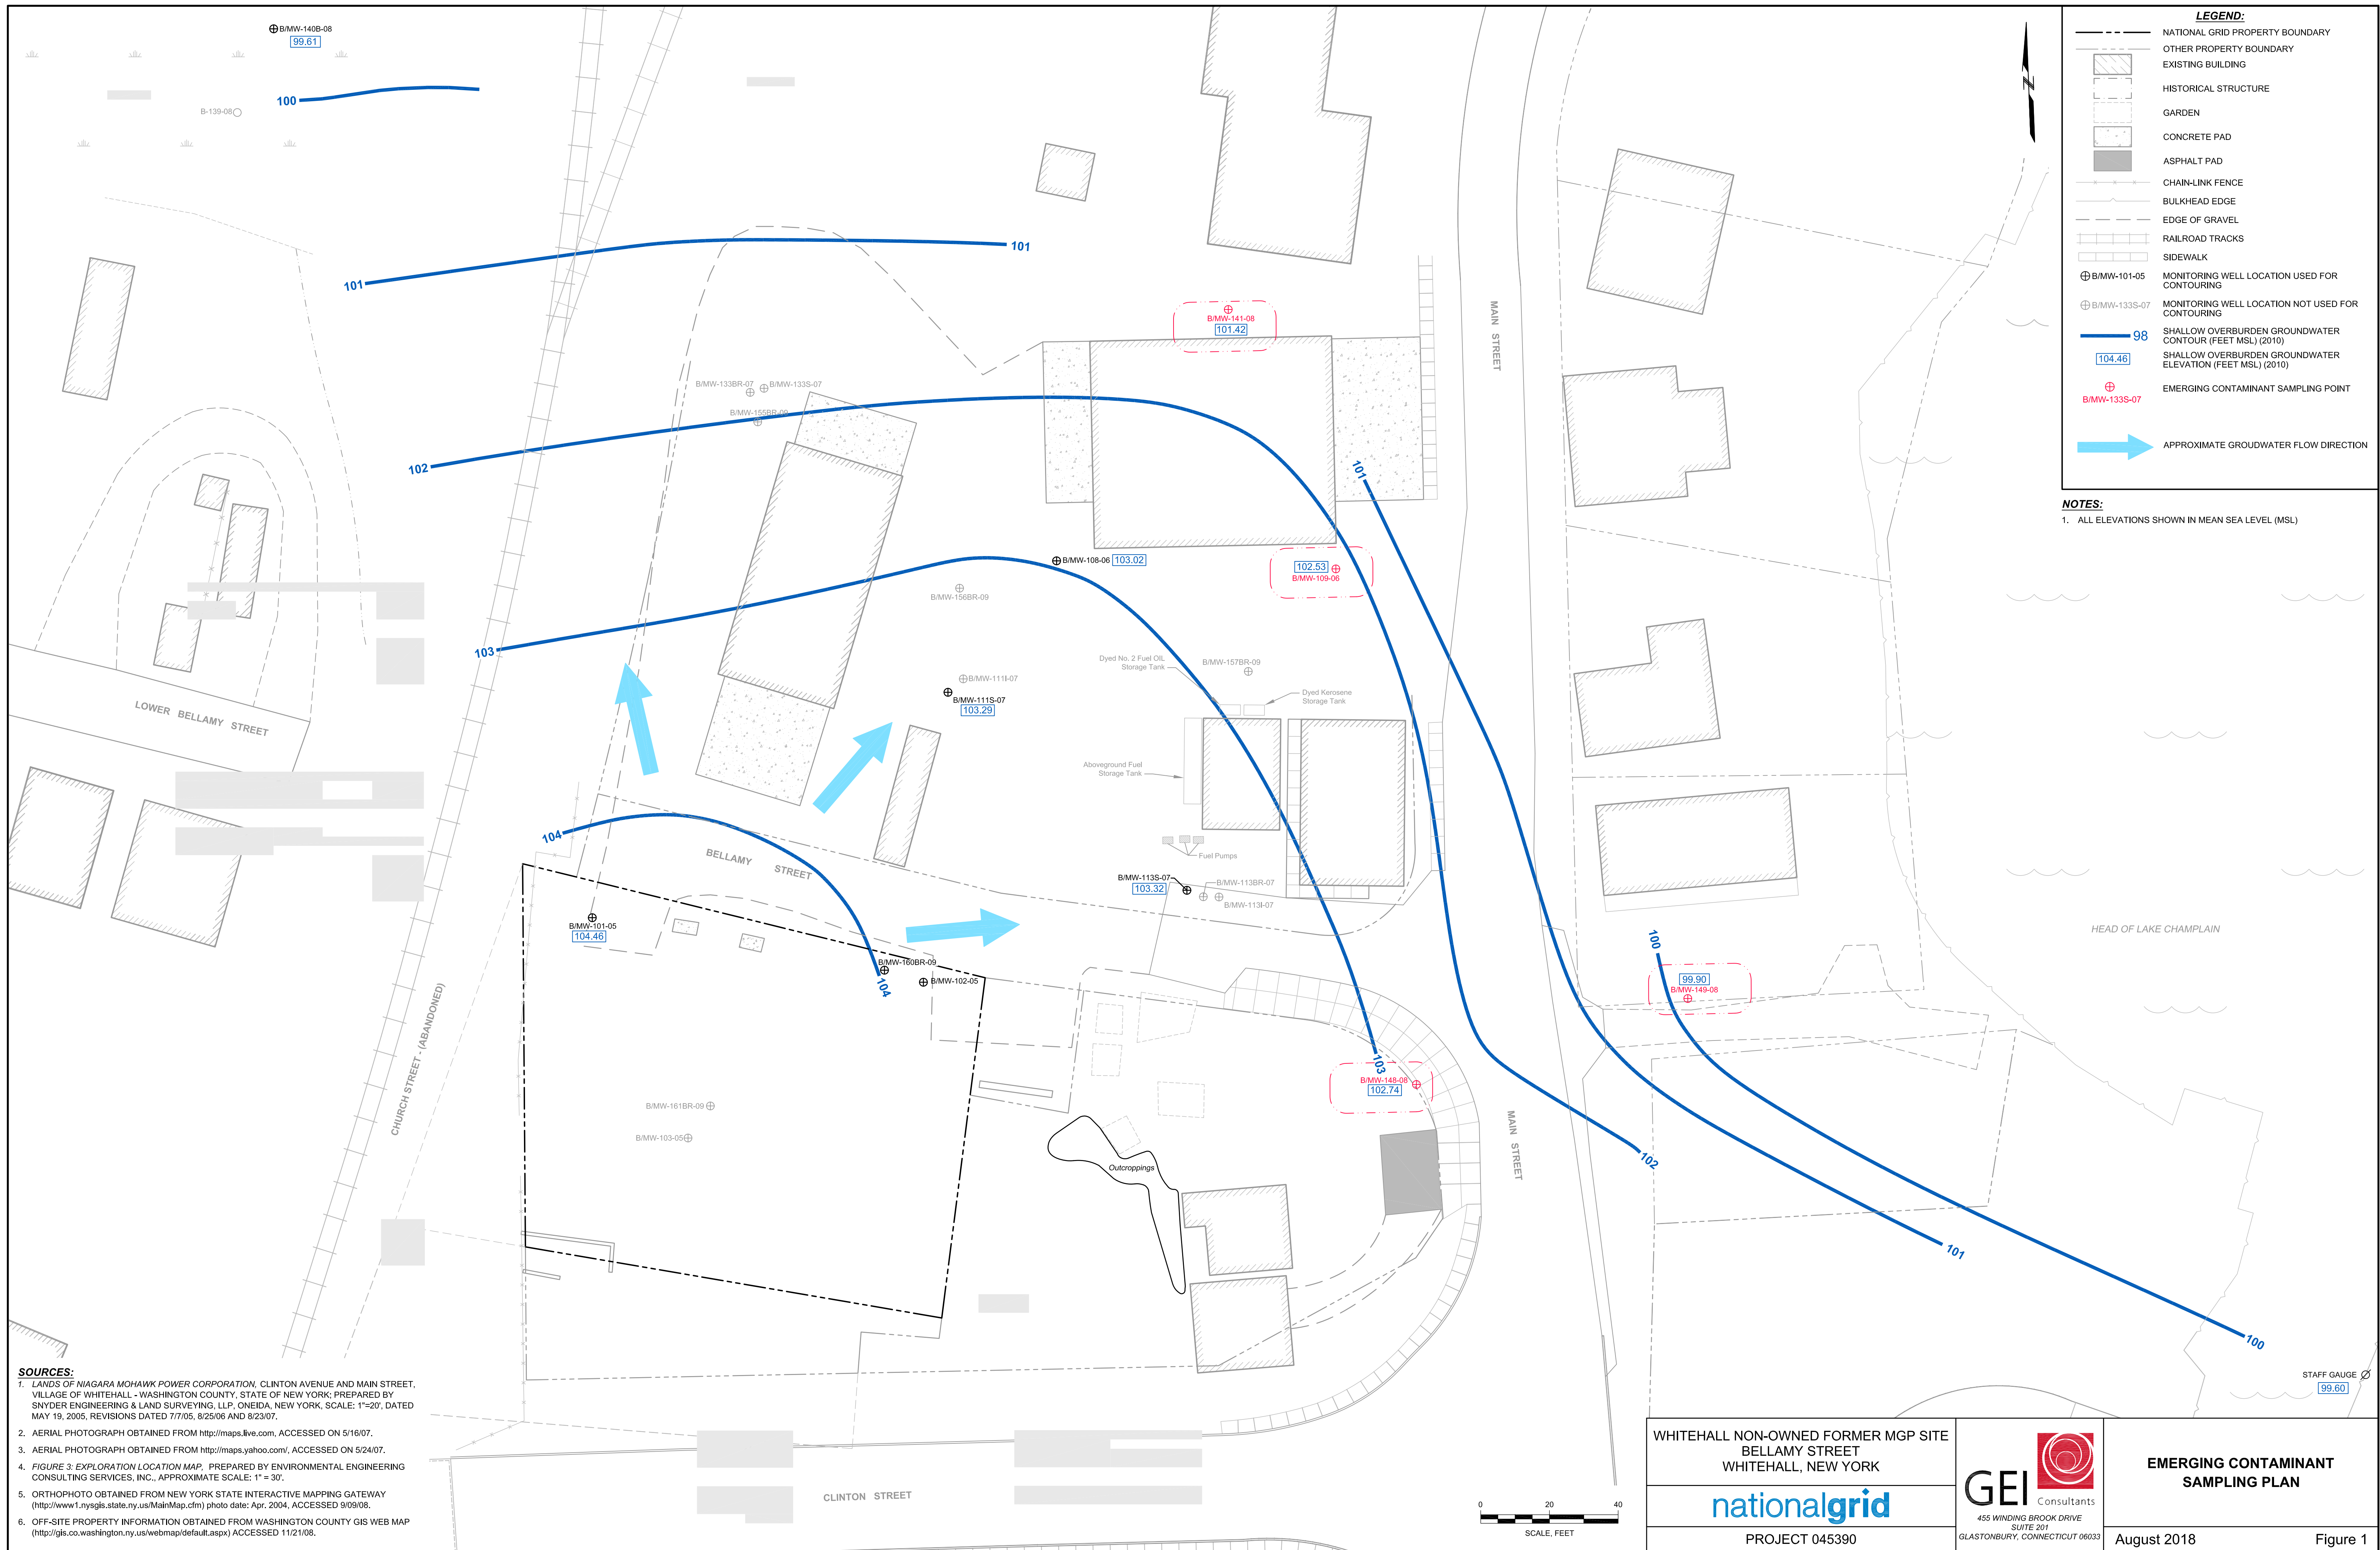 B/MW-140B-08
99.61
100
B-139-08
101
101
B/MW-141-08
101.42
B/MW-133BR-07
B/MW-133S-07
B/MW-155BR-09
102
101
MAIN STREET
B/MW-108-06 103.02
102.53
B/MW-109-06
B/MW-156BR-09
103
Dyed No. 2 Fuel OIL
Storage Tank
B/MW-157BR-09
B/MW-111I-07
B/MW-111S-07
103.29
Dyed Kerosene
Storage Tank
LOWER BELLAMY STREET
Aboveground Fuel
Storage Tank
104
BELLAMY STREET
Fuel Pumps
B/MW-113S-07
103.32
B/MW-113BR-07
B/MW-113I-07
B/MW-101-05
104.46
B/MW-160BR-09
104
B/MW-102-05
100
99.90
B/MW-149-08
HEAD OF LAKE CHAMPLAIN
CHURCH STREET - (ABANDONED)
103
B/MW-148-08
102.74
B/MW-161BR-09
B/MW-103-05
Outcroppings
MAIN STREET
102
101
100
STAFF GAUGE
99.60
CLINTON STREET
N
LEGEND:
NATIONAL GRID PROPERTY BOUNDARY
OTHER PROPERTY BOUNDARY
EXISTING BUILDING
HISTORICAL STRUCTURE
GARDEN
CONCRETE PAD
ASPHALT PAD
CHAIN-LINK FENCE
BULKHEAD EDGE
EDGE OF GRAVEL
RAILROAD TRACKS
SIDEWALK
B/MW-101-05 MONITORING WELL LOCATION USED FOR
CONTOURING
B/MW-133S-07 MONITORING WELL LOCATION NOT USED FOR
CONTOURING
98 SHALLOW OVERBURDEN GROUNDWATER
CONTOUR (FEET MSL) (2010)
104.46 SHALLOW OVERBURDEN GROUNDWATER
ELEVATION (FEET MSL) (2010)
EMERGING CONTAMINANT SAMPLING POINT
B/MW-133S-07
APPROXIMATE GROUDWATER FLOW DIRECTION
NOTES:
1. ALL ELEVATIONS SHOWN IN MEAN SEA LEVEL (MSL)
SOURCES:
1. LANDS OF NIAGARA MOHAWK POWER CORPORATION, CLINTON AVENUE AND MAIN STREET,
VILLAGE OF WHITEHALL - WASHINGTON COUNTY, STATE OF NEW YORK; PREPARED BY
SNYDER ENGINEERING & LAND SURVEYING, LLP, ONEIDA, NEW YORK, SCALE: 1"=20', DATED
MAY 19, 2005, REVISIONS DATED 7/7/05, 8/25/06 AND 8/23/07.
2. AERIAL PHOTOGRAPH OBTAINED FROM http://maps.live.com, ACCESSED ON 5/16/07.
3. AERIAL PHOTOGRAPH OBTAINED FROM http://maps.yahoo.com/, ACCESSED ON 5/24/07.
4. FIGURE 3: EXPLORATION LOCATION MAP, PREPARED BY ENVIRONMENTAL ENGINEERING
CONSULTING SERVICES, INC., APPROXIMATE SCALE: 1" = 30'.
5. ORTHOPHOTO OBTAINED FROM NEW YORK STATE INTERACTIVE MAPPING GATEWAY
(http://www1.nysgis.state.ny.us/MainMap.cfm) photo date: Apr. 2004, ACCESSED 9/09/08.
6. OFF-SITE PROPERTY INFORMATION OBTAINED FROM WASHINGTON COUNTY GIS WEB MAP
(http://gis.co.washington.ny.us/webmap/default.aspx) ACCESSED 11/21/08.
0 20 40
SCALE, FEET
WHITEHALL NON-OWNED FORMER MGP SITE
BELLAMY STREET
WHITEHALL, NEW YORK
nationalgrid
PROJECT 045390
GEI Consultants
455 WINDING BROOK DRIVE
SUITE 201
GLASTONBURY, CONNECTICUT 06033
EMERGING CONTAMINANT
SAMPLING PLAN
August 2018 Figure 1